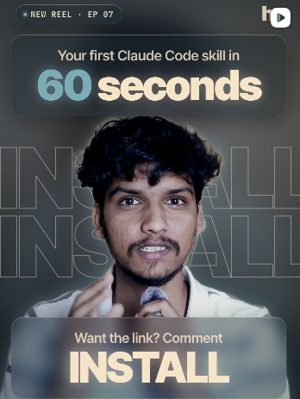 NEW REEL · EP 07
Your first Claude Code skill in
60 seconds
INSTALL
INSTALL
Want the link? Comment
INSTALL